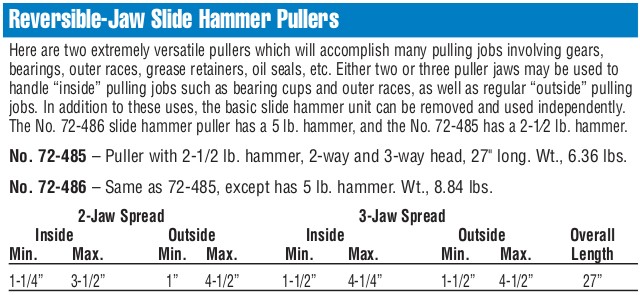 Reversible-Jaw Slide Hammer Pullers
Here are two extremely versatile pullers which will accomplish many pulling jobs involving gears,
bearings, outer races, grease retainers, oil seals, etc. Either two or three puller jaws may be used to
handle “inside” pulling jobs such as bearing cups and outer races, as well as regular “outside” pulling
jobs. In addition to these uses, the basic slide hammer unit can be removed and used independently.
The No. 72-486 slide hammer puller has a 5 lb. hammer, and the No. 72-485 has a 2-1⁄2 lb. hammer.
No. 72-485 – Puller with 2-1/2 lb. hammer, 2-way and 3-way head, 27" long. Wt., 6.36 lbs.
No. 72-486 – Same as 72-485, except has 5 lb. hammer. Wt., 8.84 lbs.
2-Jaw Spread 3-Jaw Spread
Inside Outside Inside Outside Overall
Min. Max. Min. Max. Min. Max. Min. Max. Length
1-1/4” 3-1/2” 1” 4-1/2” 1-1/2” 4-1/4” 1-1/2” 4-1/2” 27”